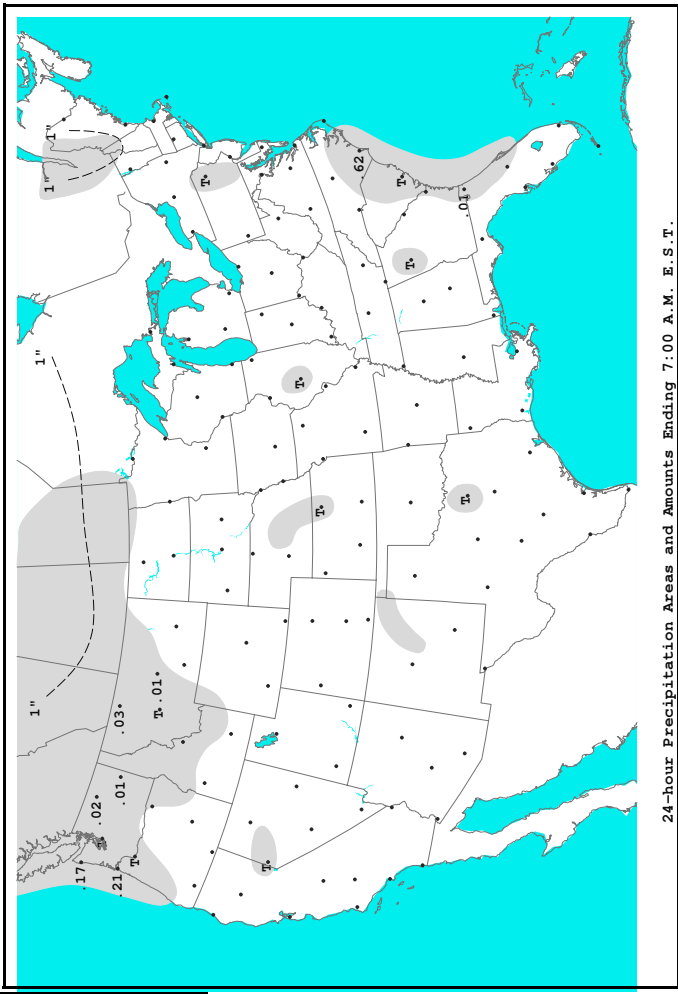 1"
1"
1"
1"
.62
T
T
.01
T
T
T
T
.03
.01
T
.01
.02
T
T
.17
.21
T
24-hour Precipitation Areas and Amounts Ending 7:00 A.M. E.S.T.